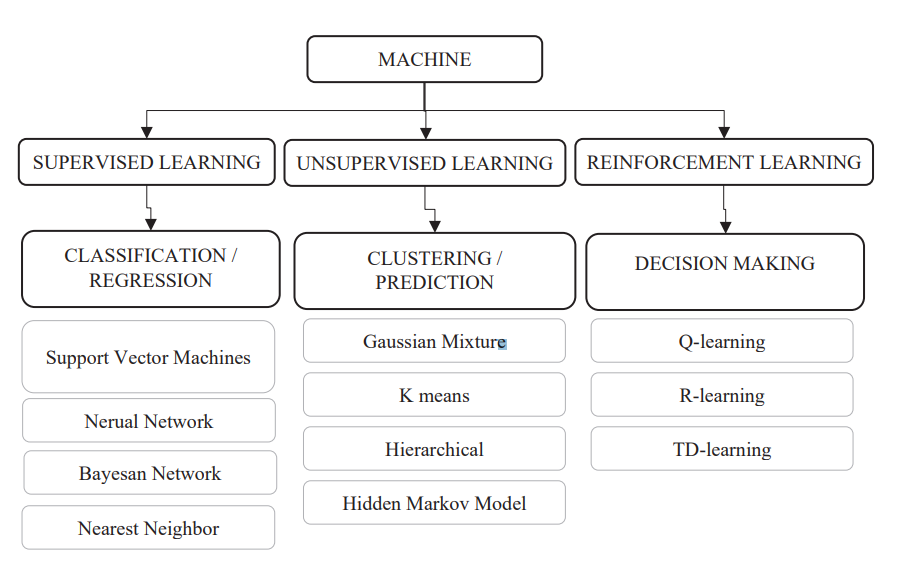 MACHINE
SUPERVISED LEARNING
UNSUPERVISED LEARNING
REINFORCEMENT LEARNING
CLASSIFICATION /
REGRESSION
CLUSTERING /
PREDICTION
DECISION MAKING
Support Vector Machines
Nerual Network
Bayesan Network
Nearest Neighbor
Gaussian Mixture
K means
Hierarchical
Hidden Markov Model
Q-learning
R-learning
TD-learning